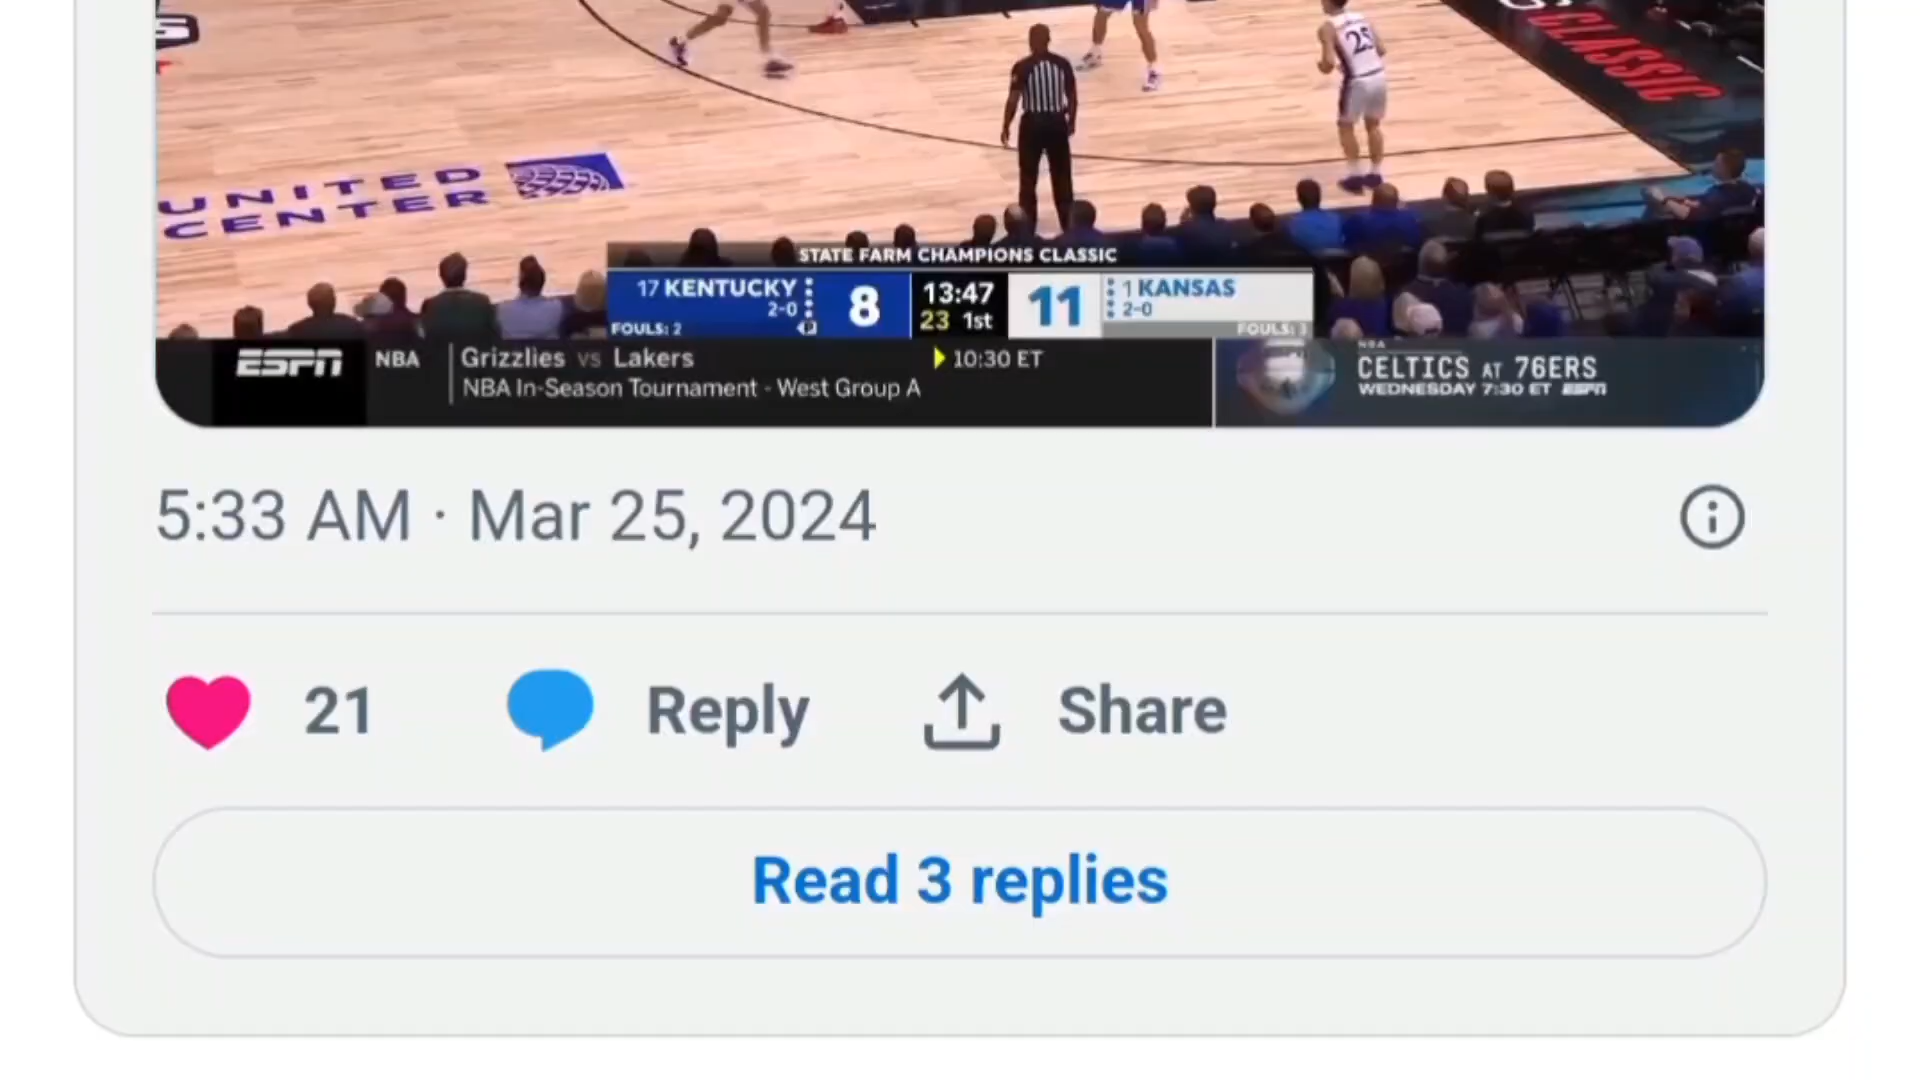 CLASSIC
25
UNITED
CENTER
STATE FARM CHAMPIONS CLASSIC
17 KENTUCKY 8 13:47 11 1 KANSAS
2-0 23 1st 2-0
FOULS: 2 FOULS: 3
ESPN NBA Grizzlies vs Lakers 10:30 ET
NBA In-Season Tournament - West Group A
NBA
CELTICS AT 76ERS
WEDNESDAY 7:30 ET ESPN
5:33 AM · Mar 25, 2024
21 Reply Share
Read 3 replies